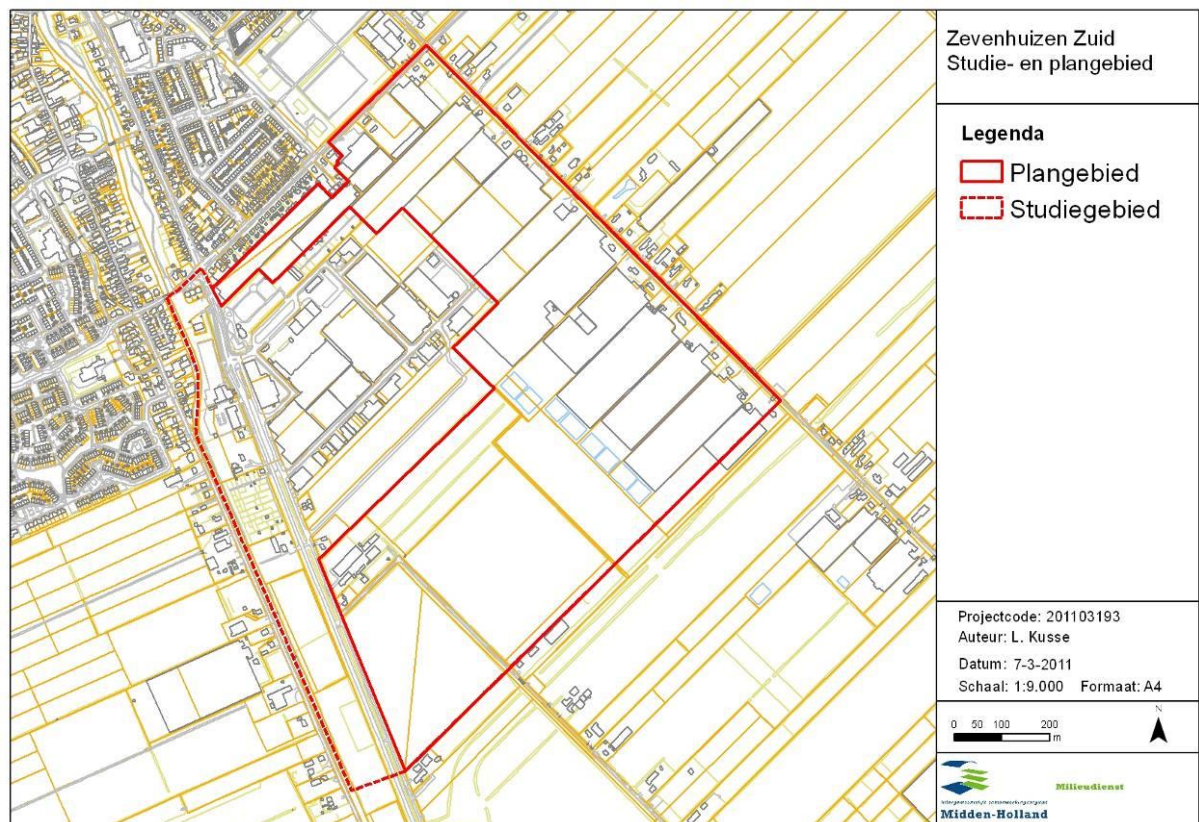 Zevenhuizen Zuid
Studie- en plangebied
Legenda
Plangebied
Studiegebied
Projectcode: 201103193
Auteur: L. Kusse
Datum: 7-3-2011
Schaal: 1:9.000 Formaat: A4
0 50 100 200
m
N
Milieudienst
Midden-Holland